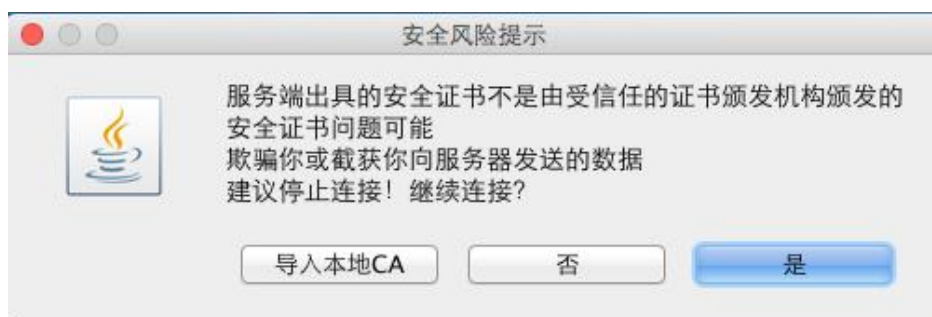 安全风险提示
服务端出具的安全证书不是由受信任的证书颁发机构颁发的
安全证书问题可能
欺骗你或截获你向服务器发送的数据
建议停止连接！继续连接？
导入本地CA 否 是